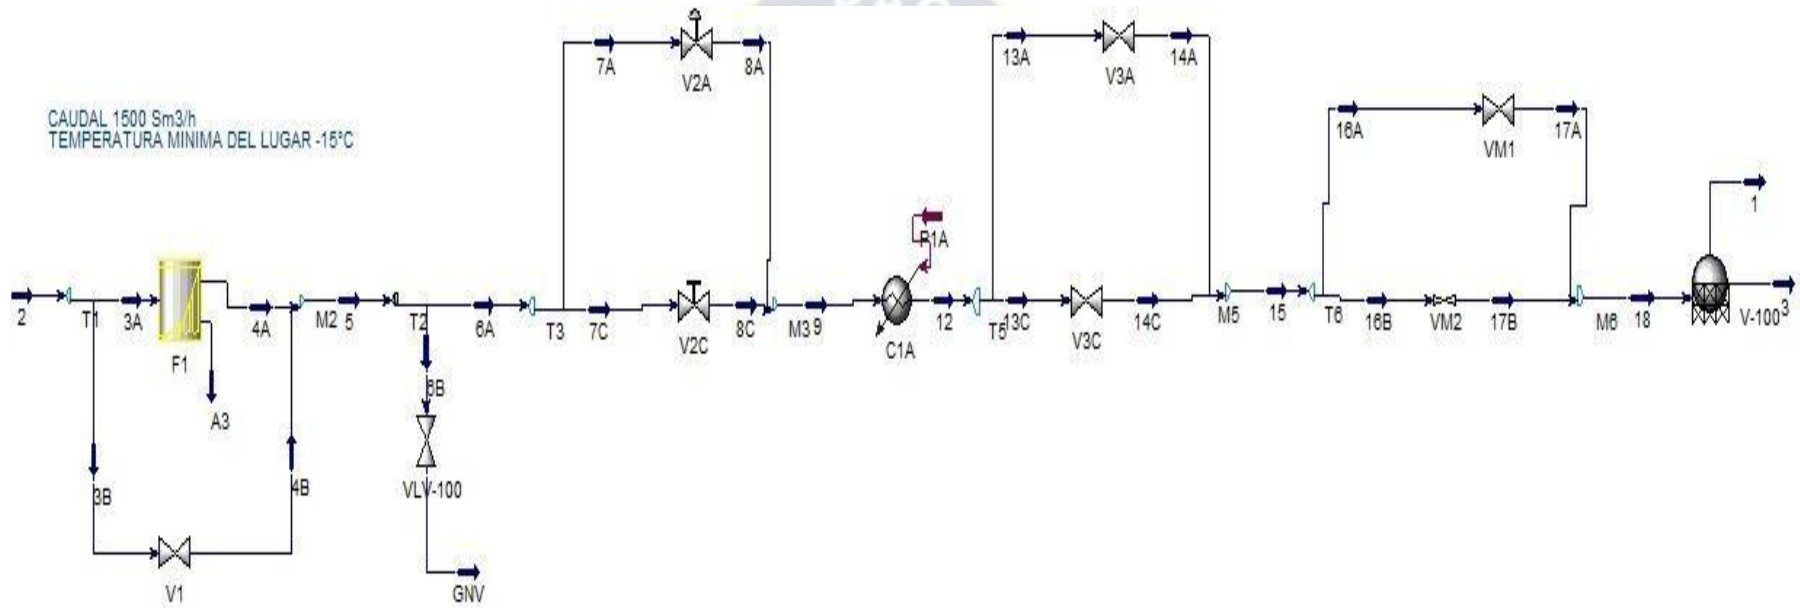 7A
V2A
8A
13A
V3A
14A
16A
VM1
17A
CAUDAL 1500 Sm3/h
TEMPERATURA MINIMA DEL LUGAR -15°C
2
T1
3A
F1
4A
A3
M2
5
T2
6A
T3
7C
V2C
8C
M3
9
C1A
12
T5
13C
V3C
14C
M5
15
T6
16B
VM2
17B
M6
18
V-100
1
3
3B
4B
V1
VLV-100
GNV